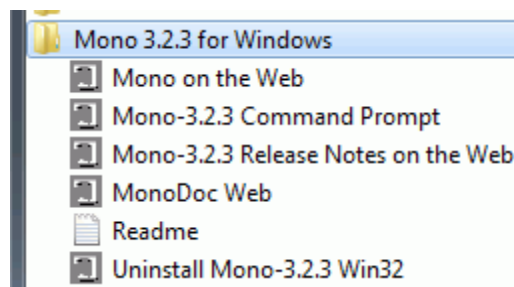 Mono 3.2.3 for Windows
Mono on the Web
Mono-3.2.3 Command Prompt
Mono-3.2.3 Release Notes on the Web
MonoDoc Web
Readme
Uninstall Mono-3.2.3 Win32